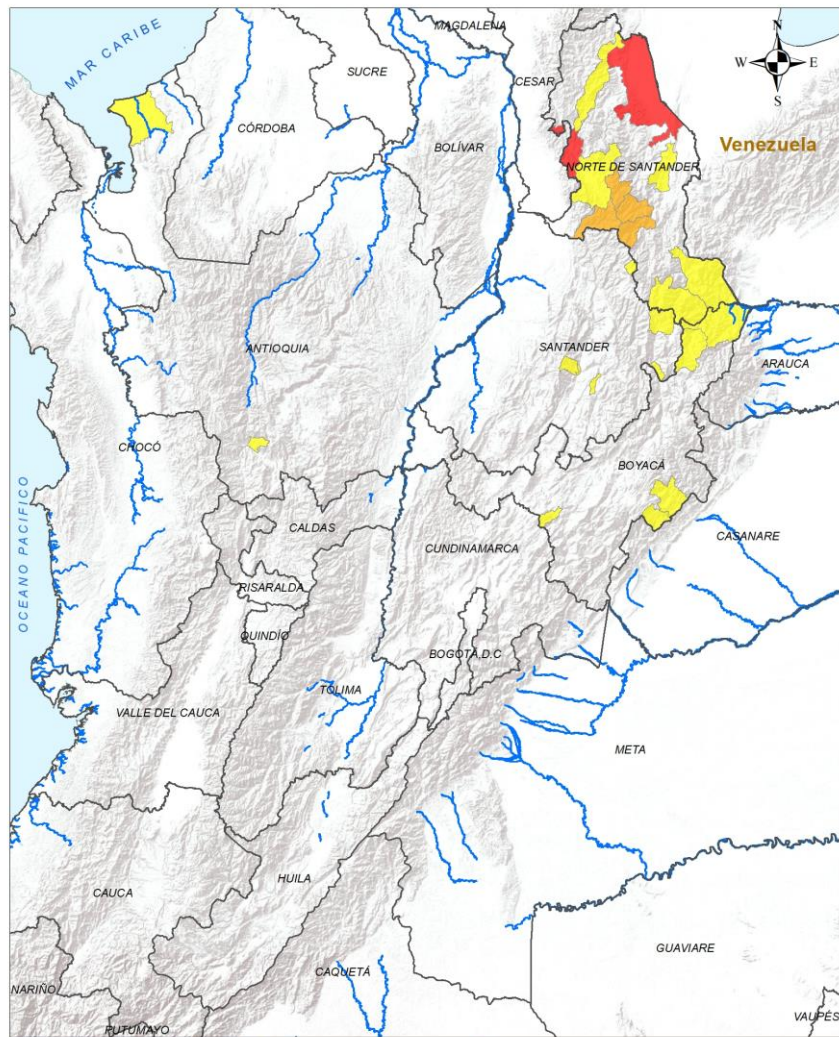 MAGDALENA
MAR CARIBE
N
W E
S
SUCRE
CESAR
CÓRDOBA
BOLÍVAR
Venezuela
NORTE DE SANTANDER
ANTIOQUIA
SANTANDER
ARAUCA
CHOCÓ
BOYACÁ
CALDAS
CUNDINAMARCA
CASANARE
OCEANO PACIFICO
RISARALDA
QUINDÍO
BOGOTÁ,D.C
TOLIMA
VALLE DEL CAUCA
META
HUILA
CAUCA
GUAVIARE
CAQUETÁ
NARIÑO
VAUPÉS
PUTUMAYO